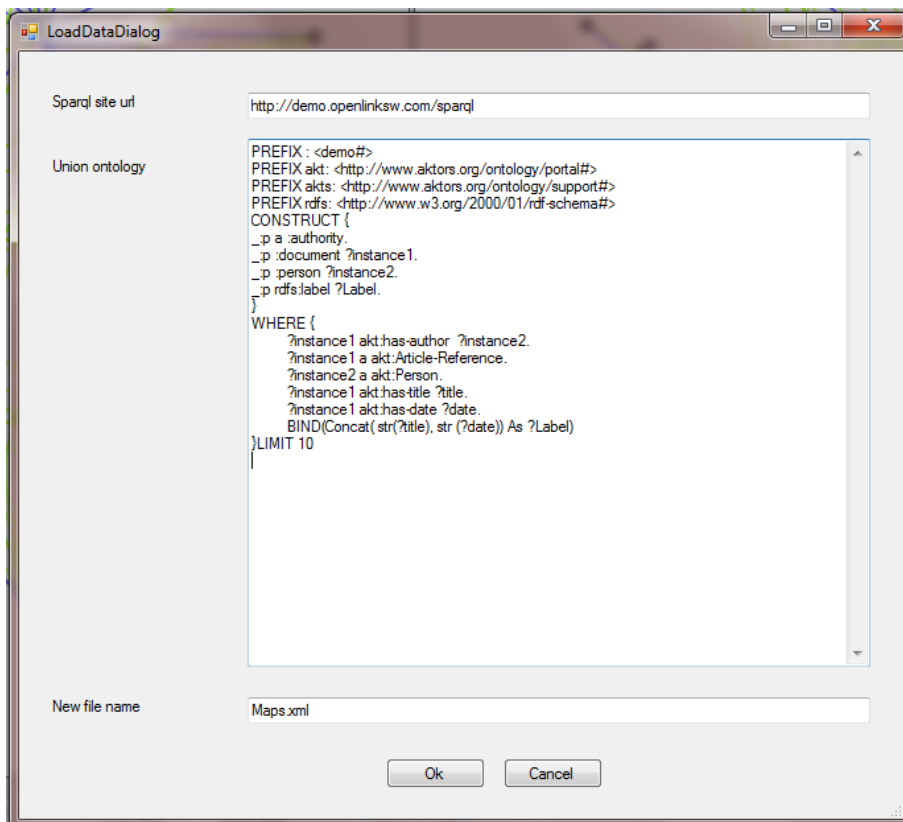 LoadDataDialog
Sparql site url
http://demo.openlinksw.com/sparql
Union ontology
PREFIX : <demo#>
PREFIX akt: <http://www.aktors.org/ontology/portal#>
PREFIX akts: <http://www.aktors.org/ontology/support#>
PREFIX rdfs: <http://www.w3.org/2000/01/rdf-schema#>
CONSTRUCT {
_:p a :authority.
_:p :document ?instance1.
_:p :person ?instance2.
_:p rdfs:label ?Label.
}
WHERE {
?instance1 akt:has-author  ?instance2.
?instance1 a akt:Article-Reference.
?instance2 a akt:Person.
?instance1 akt:has-title ?title.
?instance1 akt:has-date ?date.
BIND(Concat( str(?title), str (?date)) As ?Label)
}LIMIT 10
New file name
Maps.xml
Ok
Cancel